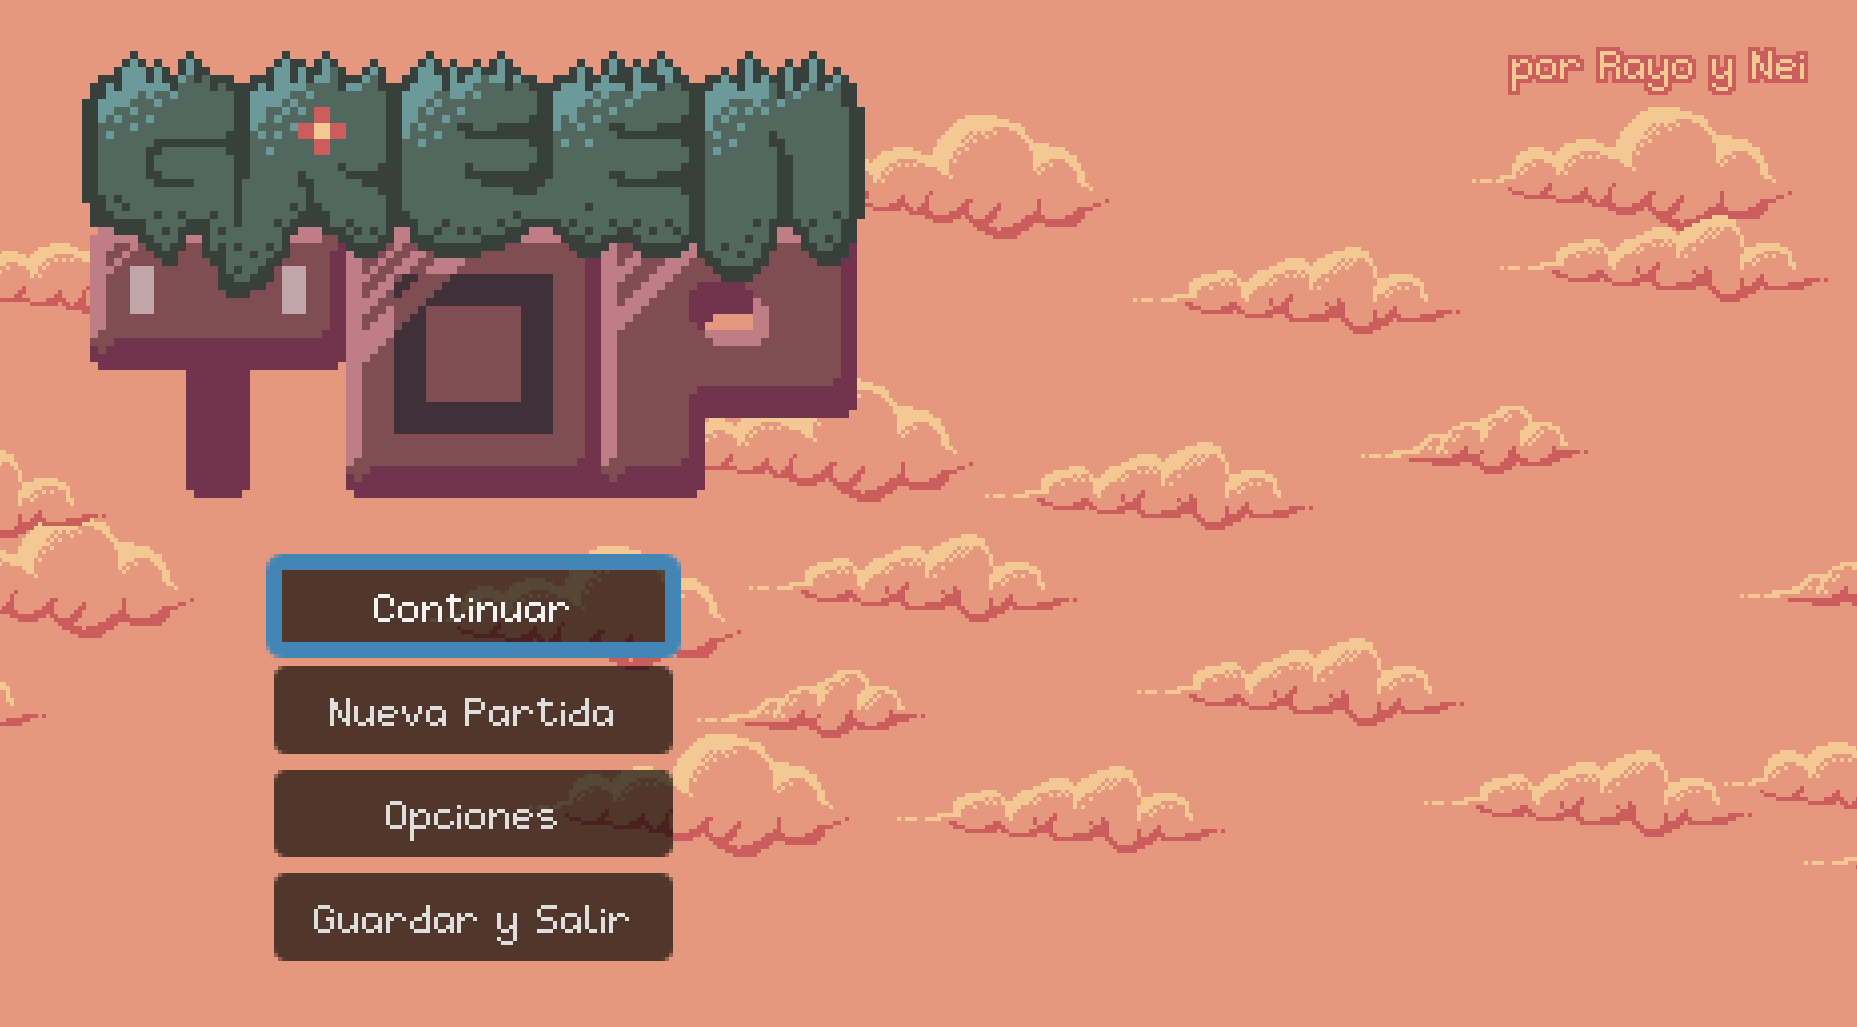 GREEN
TOP
por Rayo y Nei
Continuar
Nueva Partida
Opciones
Guardar y Salir